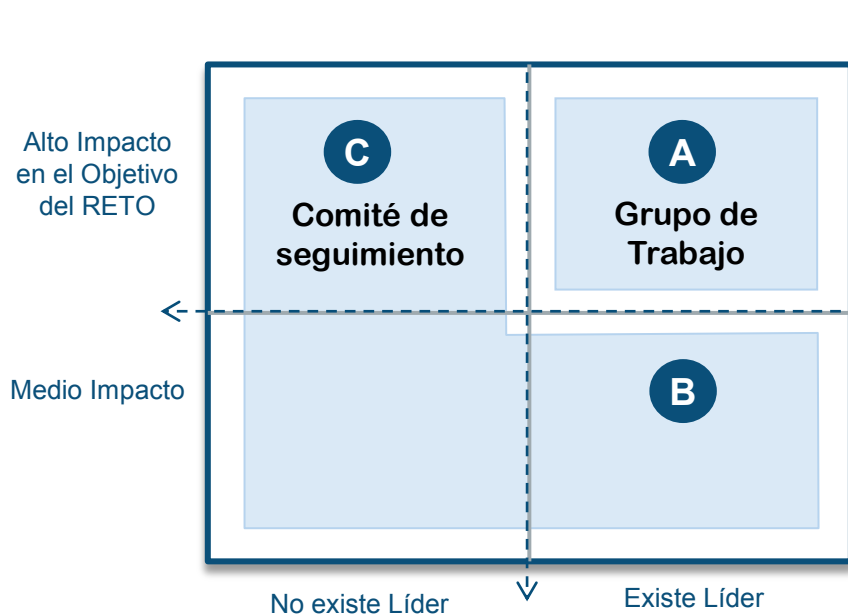 Alto Impacto
en el Objetivo
del RETO
C
Comité de
seguimiento
A
Grupo de
Trabajo
Medio Impacto
B
No existe Líder
Existe Líder